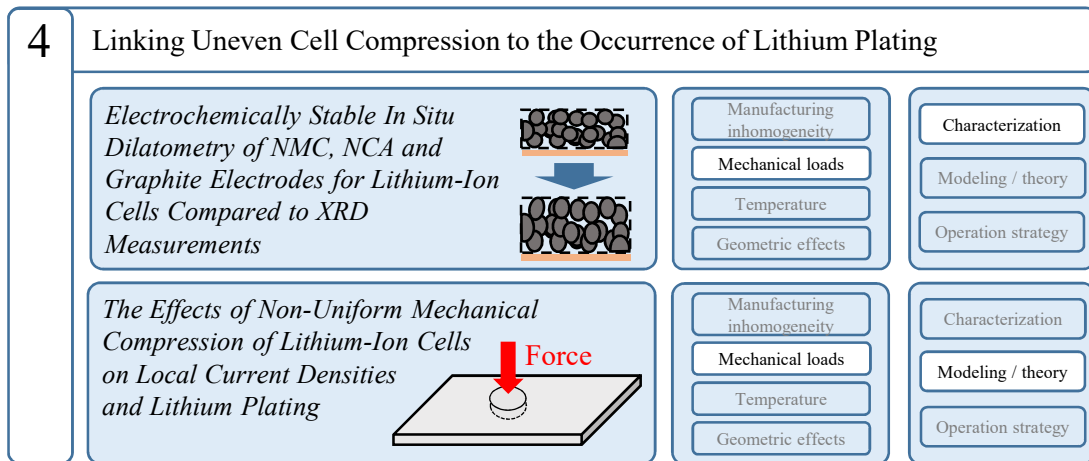 4
Linking Uneven Cell Compression to the Occurrence of Lithium Plating
Electrochemically Stable In Situ
Dilatometry of NMC, NCA and
Graphite Electrodes for Lithium-Ion
Cells Compared to XRD
Measurements
Manufacturing
inhomogeneity
Mechanical loads
Temperature
Geometric effects
Characterization
Modeling / theory
Operation strategy
The Effects of Non-Uniform Mechanical
Compression of Lithium-Ion Cells
on Local Current Densities
and Lithium Plating
Force
Manufacturing
inhomogeneity
Mechanical loads
Temperature
Geometric effects
Characterization
Modeling / theory
Operation strategy